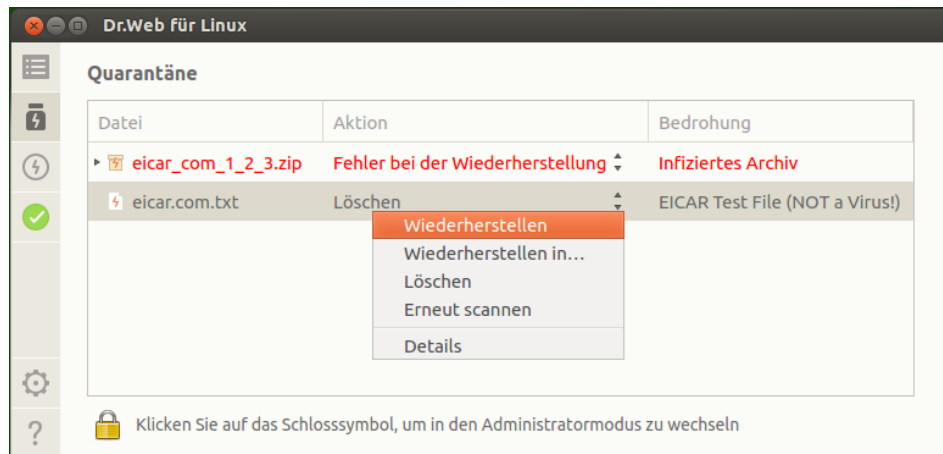 Dr.Web für Linux
Quarantäne
Datei Aktion Bedrohung
eicar_com_1_2_3.zip Fehler bei der Wiederherstellung Infiziertes Archiv
eicar.com.txt Löschen EICAR Test File (NOT a Virus!)
Wiederherstellen
Wiederherstellen in…
Löschen
Erneut scannen
Details
Klicken Sie auf das Schlosssymbol, um in den Administratormodus zu wechseln
?